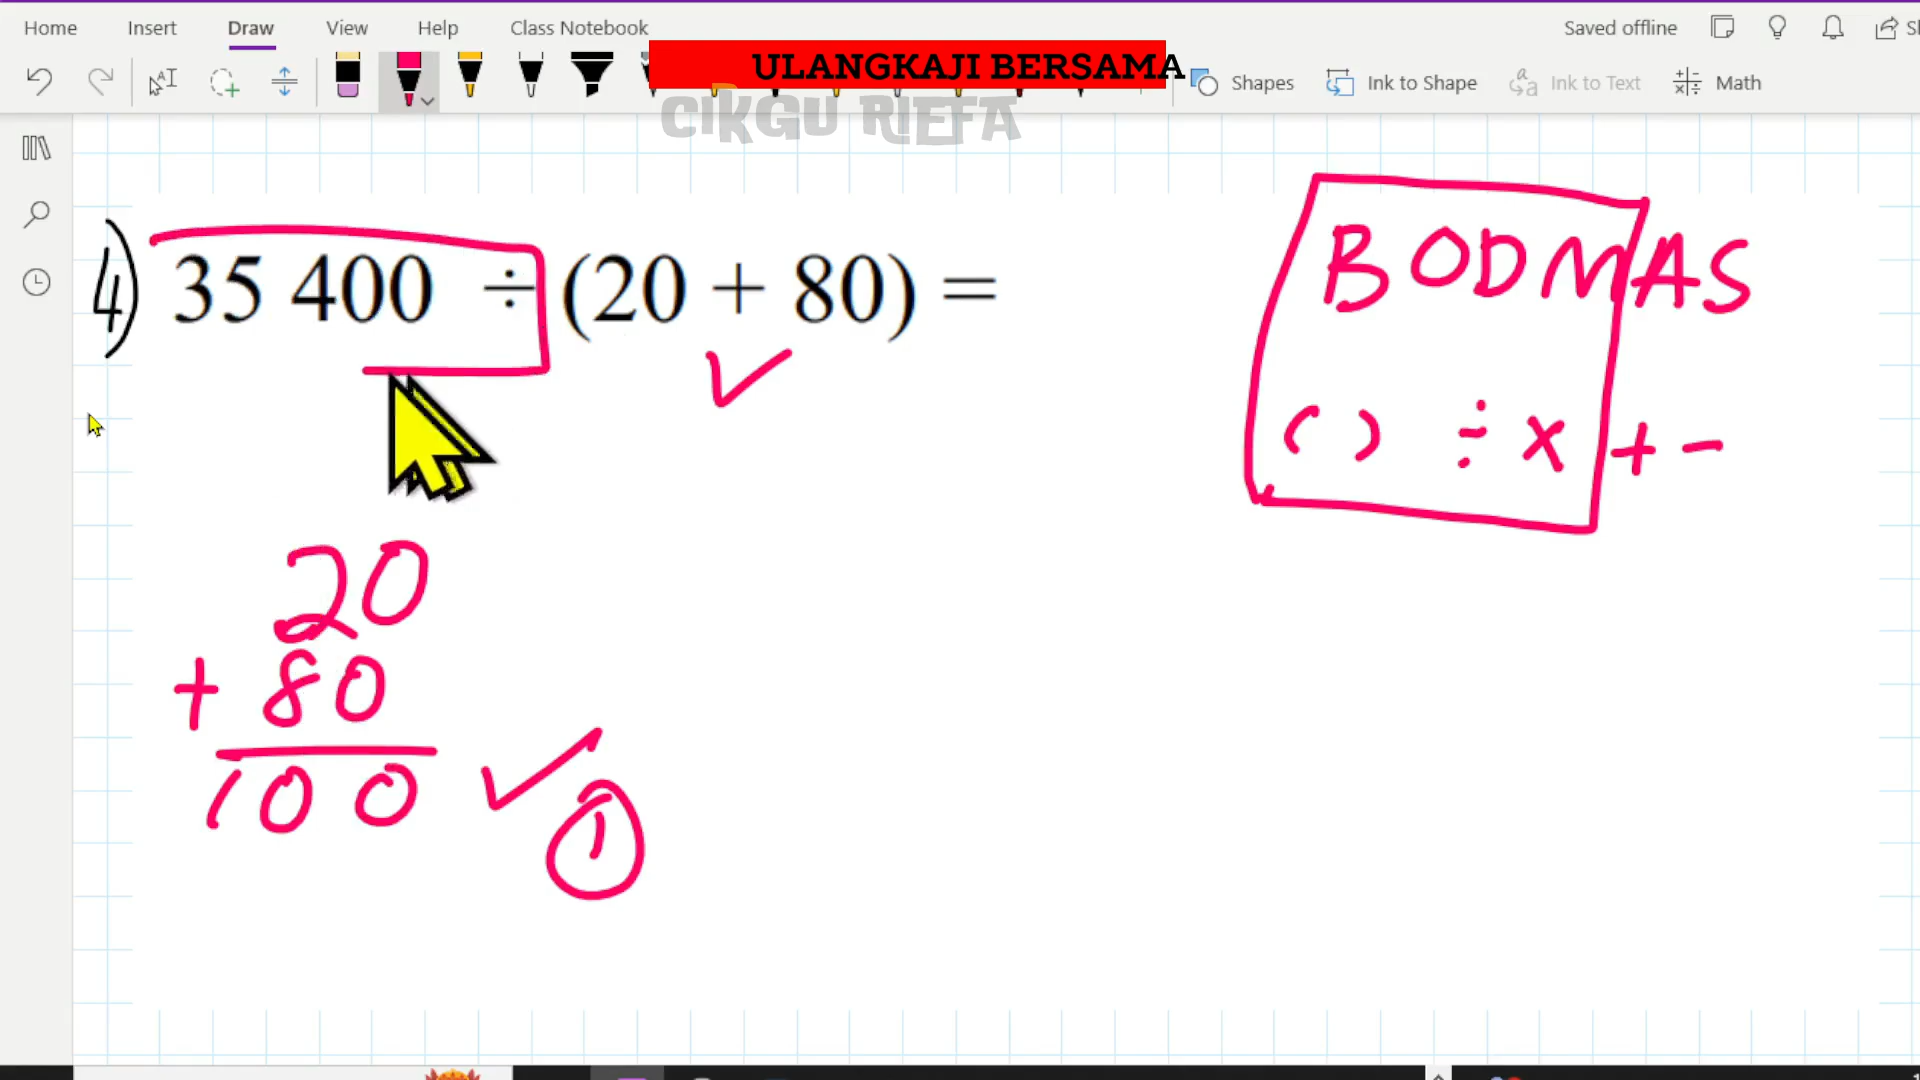 Home Insert Draw View Help Class Notebook Saved offline
ULANGKAJI BERSAMA
Shapes Ink to Shape Ink to Text Math
CIKGU RIEFA
4) 35 400 ÷ (20 + 80) =
BODMAS
( ) ÷ × + -
20
+ 80
100
1